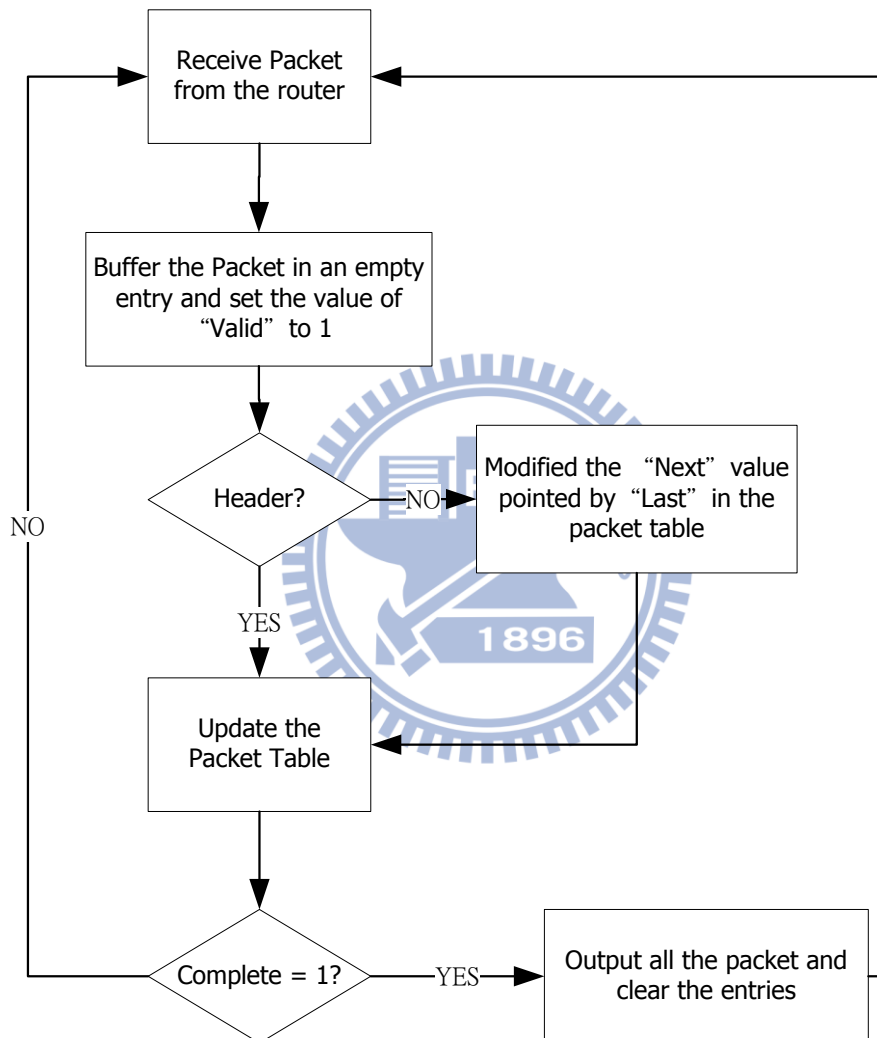 Receive Packet
from the router
Buffer the Packet in an empty
entry and set the value of
“Valid” to 1
Header?
NO
Modified the “Next” value
pointed by “Last” in the
packet table
NO
YES
1896
Update the
Packet Table
Complete = 1?
YES
Output all the packet and
clear the entries